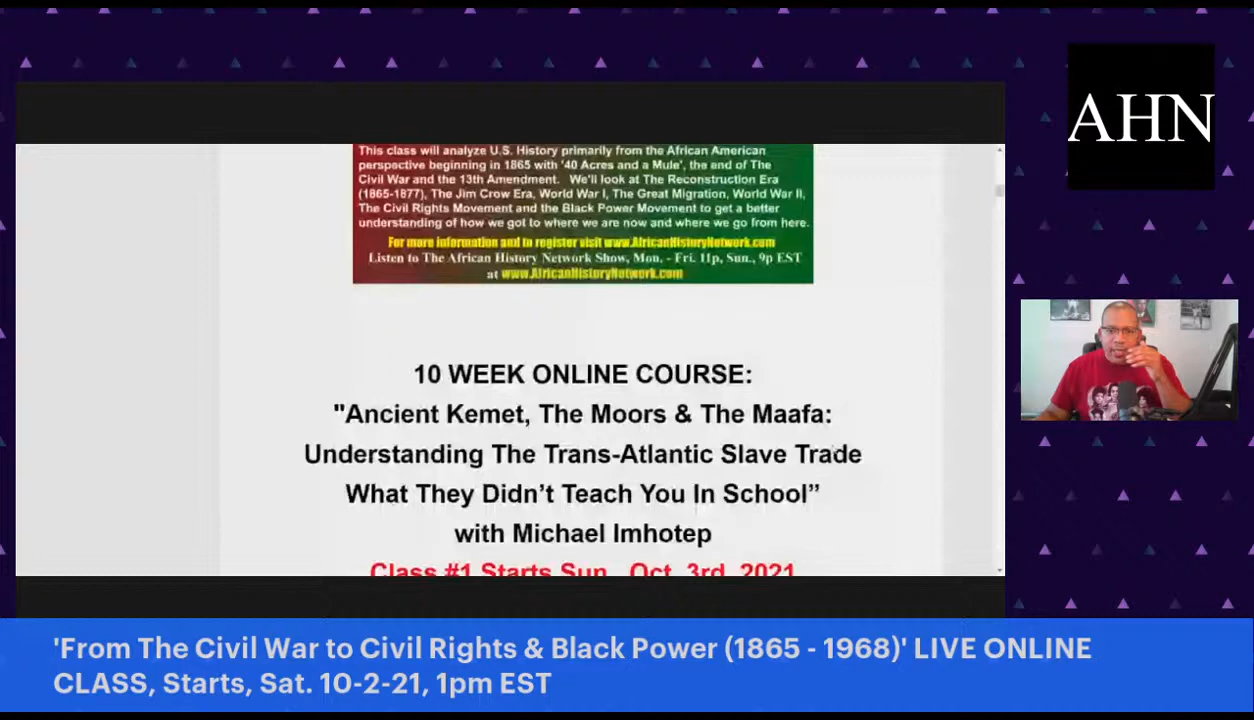 AHN
This class will analyze U.S. History primarily from the African American
perspective beginning in 1865 with '40 Acres and a Mule', the end of The
Civil War and the 13th Amendment. We'll look at The Reconstruction Era
(1865-1877), The Jim Crow Era, World War I, The Great Migration, World War II,
The Civil Rights Movement and the Black Power Movement to get a better
understanding of how we got to where we are now and where we go from here.
For more information and to register visit www.AfricanHistoryNetwork.com
Listen to The African History Network Show, Mon. - Fri. 11p, Sun., 9p EST
at www.AfricanHistoryNetwork.com
10 WEEK ONLINE COURSE:
"Ancient Kemet, The Moors & The Maafa:
Understanding The Trans-Atlantic Slave Trade
What They Didn't Teach You In School”
with Michael Imhotep
Class #1 Starts Sun. Oct. 3rd, 2021
'From The Civil War to Civil Rights & Black Power (1865 - 1968)' LIVE ONLINE
CLASS, Starts, Sat. 10-2-21, 1pm EST